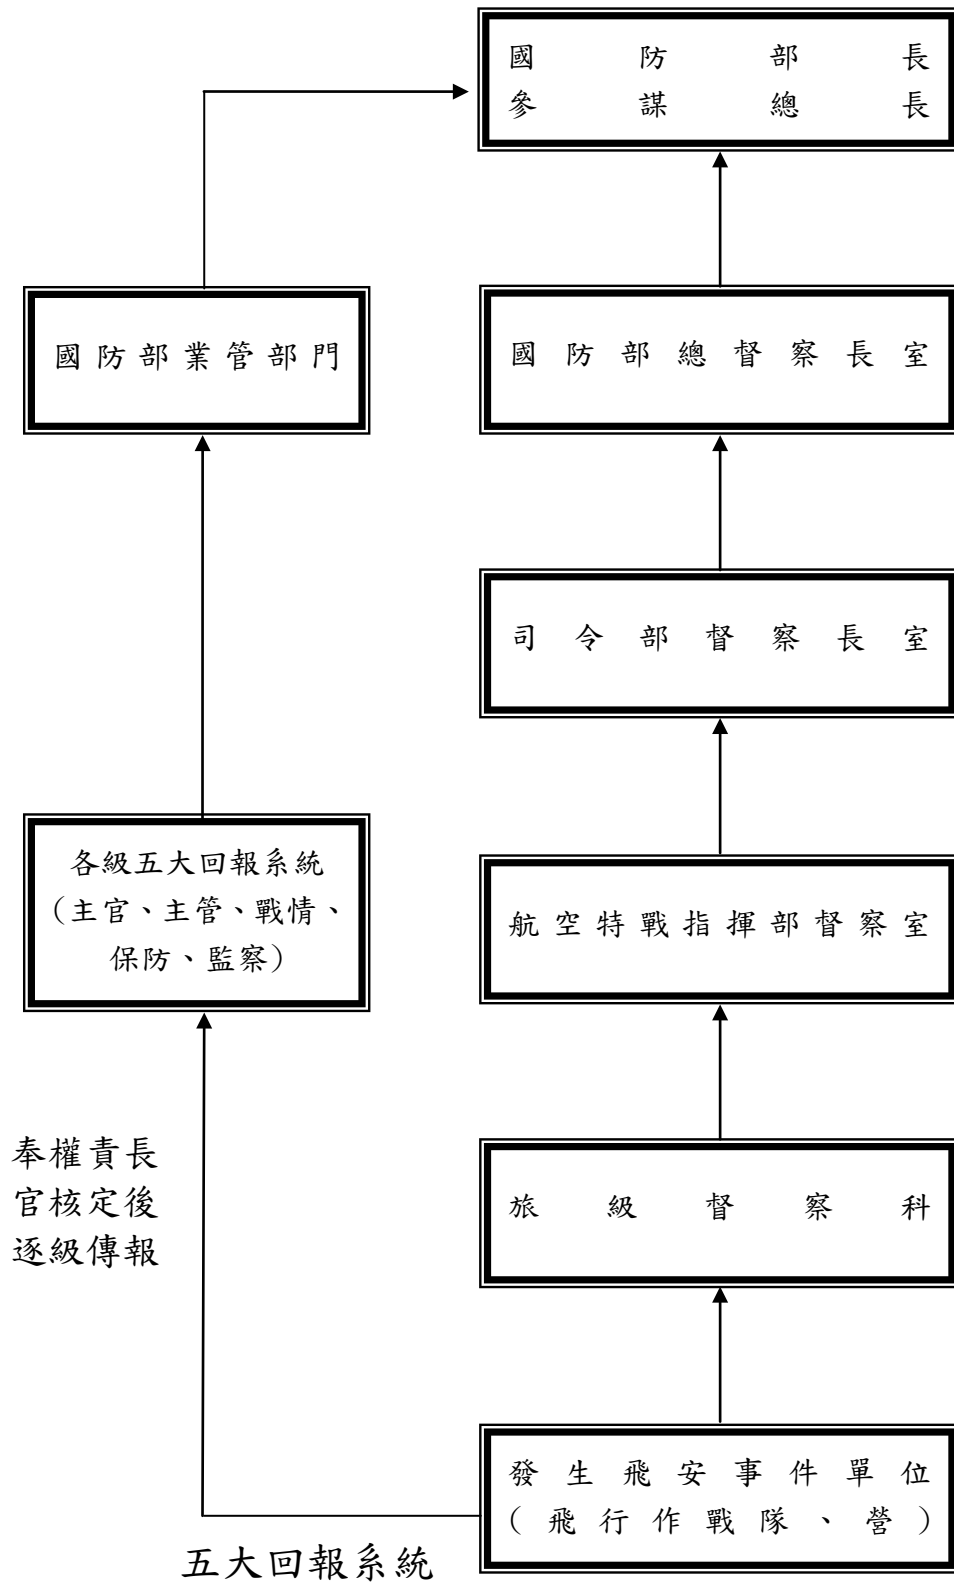 國防部長
參謀總長
國防部業管部門
國防部總督察長室
司令部督察長室
各級五大回報系統
（主官、主管、戰情、
保防、監察）
航空特戰指揮部督察室
奉權責長
官核定後
逐級傳報
旅級督察科
發生飛安事件單位
（飛行作戰隊、營）
五大回報系統